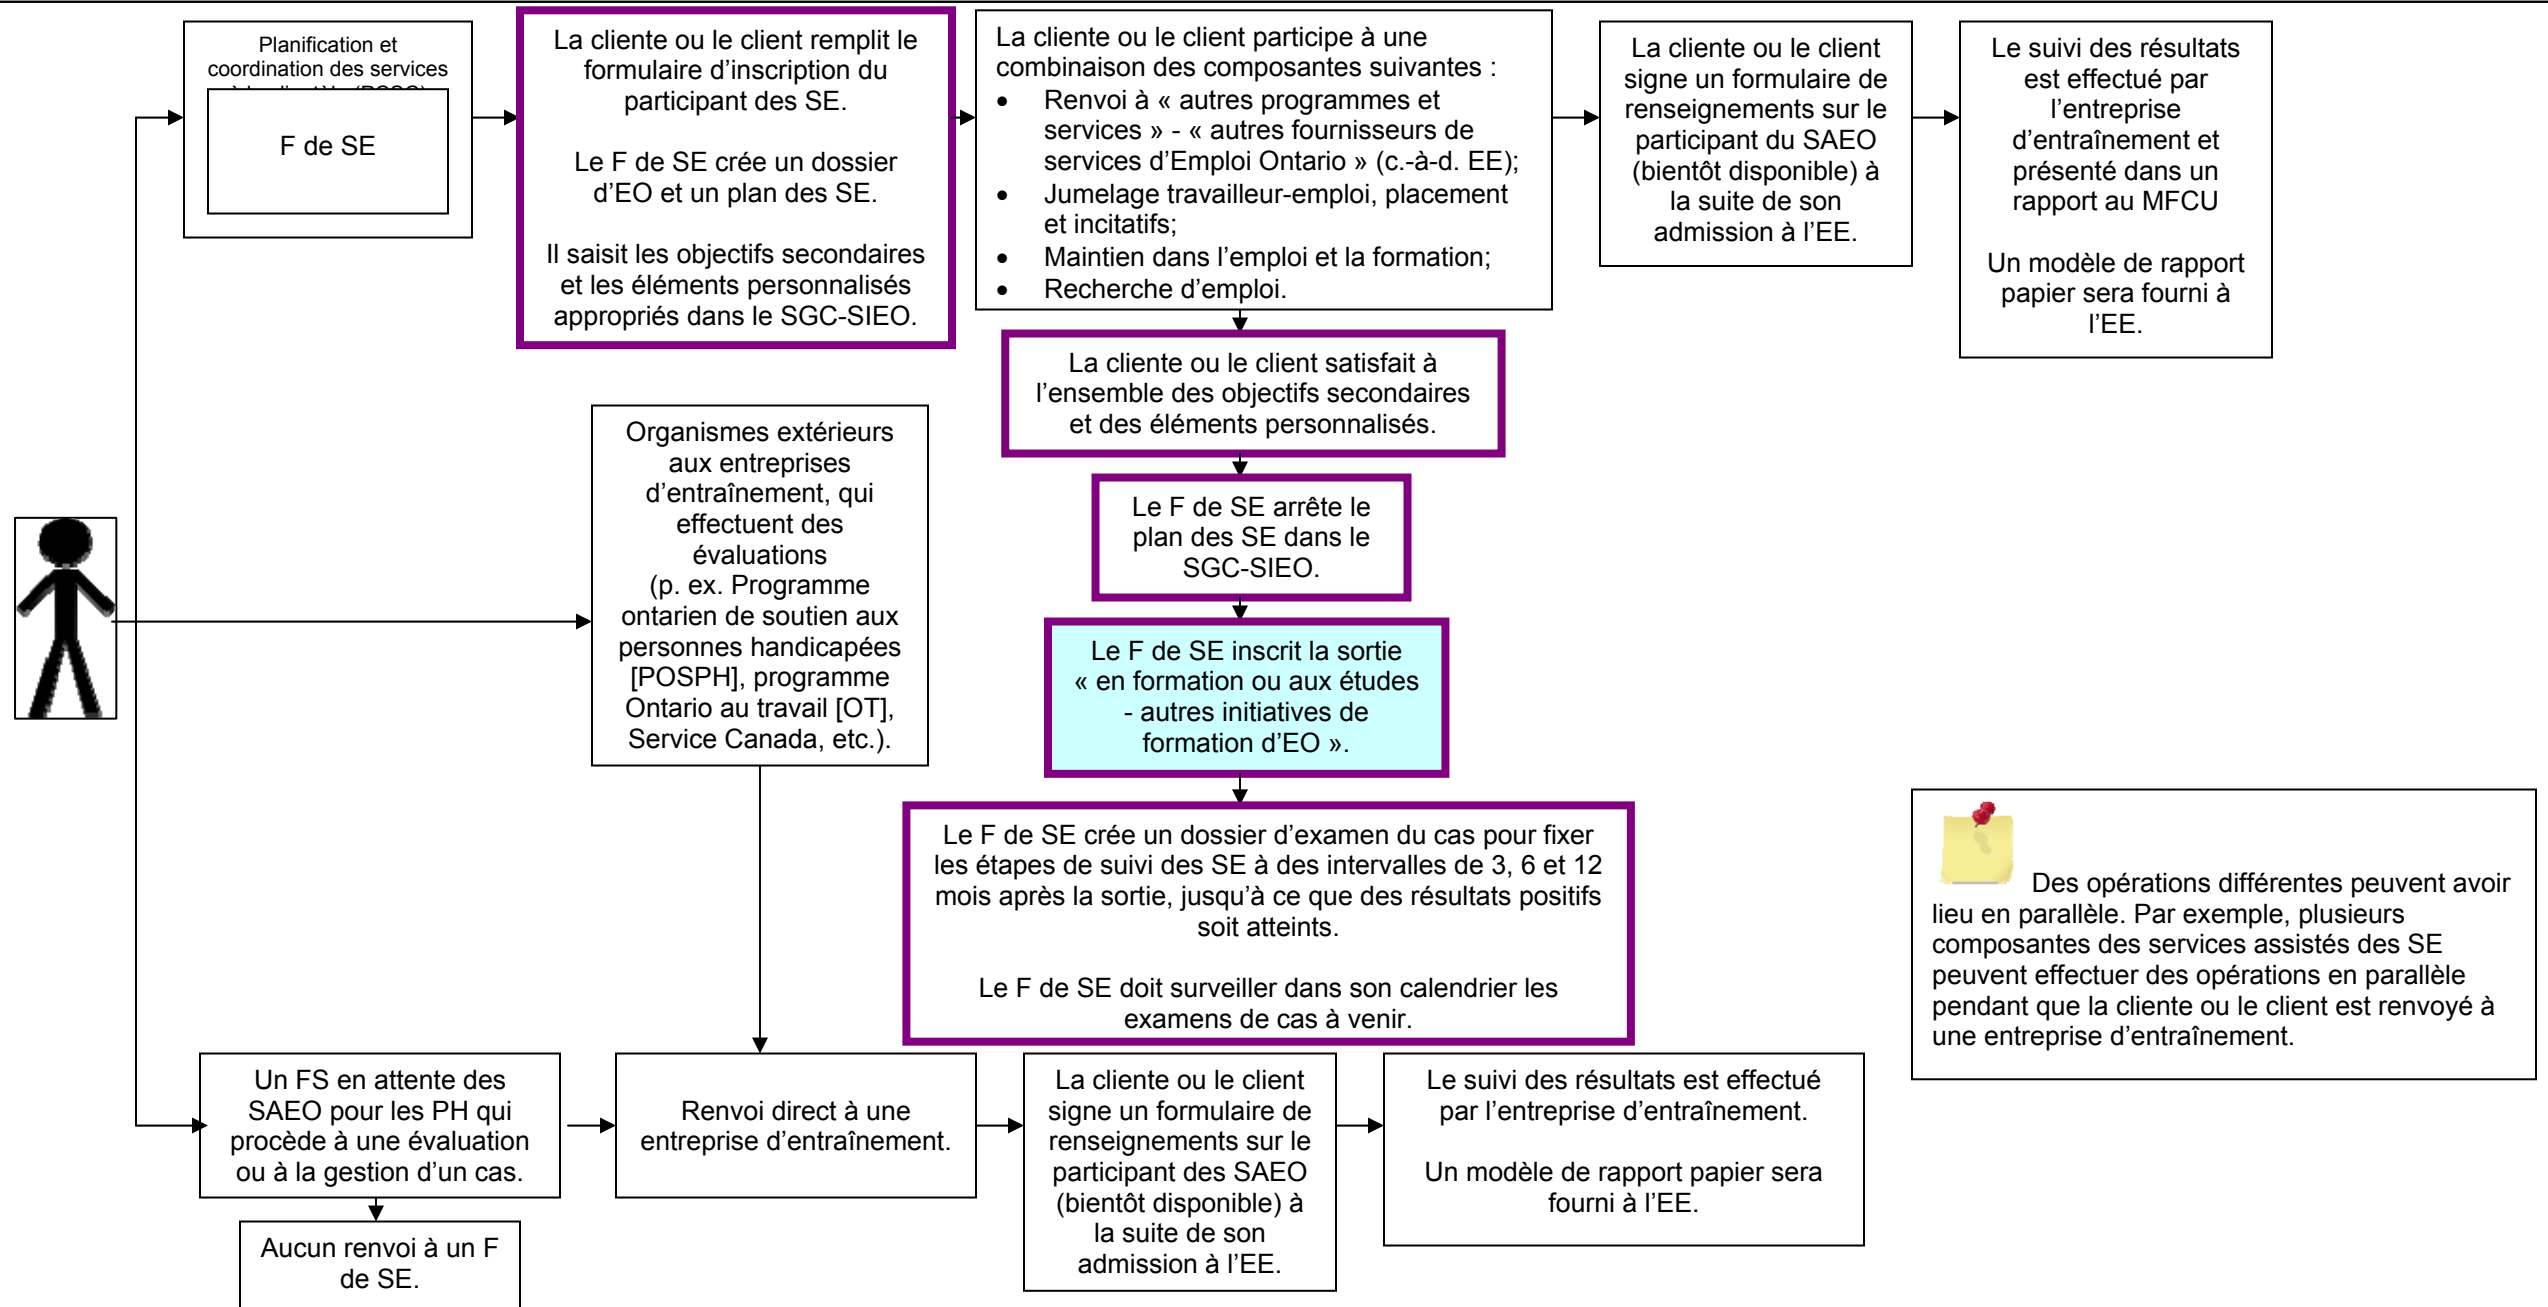 Planification et
coordination des services
F de SE
La cliente ou le client remplit le
formulaire d’inscription du
participant des SE.
Le F de SE crée un dossier
d’EO et un plan des SE.
Il saisit les objectifs secondaires
et les éléments personnalisés
appropriés dans le SGC-SIEO.
La cliente ou le client participe à une
combinaison des composantes suivantes :
• Renvoi à « autres programmes et
services » - « autres fournisseurs de
services d’Emploi Ontario » (c.-à-d. EE);
• Jumelage travailleur-emploi, placement
et incitatifs;
• Maintien dans l’emploi et la formation;
• Recherche d’emploi.
La cliente ou le client
signe un formulaire de
renseignements sur le
participant du SAEO
(bientôt disponible) à
la suite de son
admission à l’EE.
Le suivi des résultats
est effectué par
l’entreprise
d’entraînement et
présenté dans un
rapport au MFCU
Un modèle de rapport
papier sera fourni à
l’EE.
La cliente ou le client satisfait à
l’ensemble des objectifs secondaires
et des éléments personnalisés.
Le F de SE arrête le
plan des SE dans le
SGC-SIEO.
Le F de SE inscrit la sortie
« en formation ou aux études
- autres initiatives de
formation d’EO ».
Le F de SE crée un dossier d’examen du cas pour fixer
les étapes de suivi des SE à des intervalles de 3, 6 et 12
mois après la sortie, jusqu’à ce que des résultats positifs
soit atteints.
Le F de SE doit surveiller dans son calendrier les
examens de cas à venir.
Organismes extérieurs
aux entreprises
d’entraînement, qui
effectuent des
évaluations
(p. ex. Programme
ontarien de soutien aux
personnes handicapées
[POSPH], programme
Ontario au travail [OT],
Service Canada, etc.).
Des opérations différentes peuvent avoir
lieu en parallèle. Par exemple, plusieurs
composantes des services assistés des SE
peuvent effectuer des opérations en parallèle
pendant que la cliente ou le client est renvoyé à
une entreprise d’entraînement.
Un FS en attente des
SAEO pour les PH qui
procède à une évaluation
ou à la gestion d’un cas.
Aucun renvoi à un F
de SE.
Renvoi direct à une
entreprise d’entraînement.
La cliente ou le client
signe un formulaire de
renseignements sur le
participant des SAEO
(bientôt disponible) à
la suite de son
admission à l’EE.
Le suivi des résultats est effectué
par l’entreprise d’entraînement.
Un modèle de rapport papier sera
fourni à l’EE.